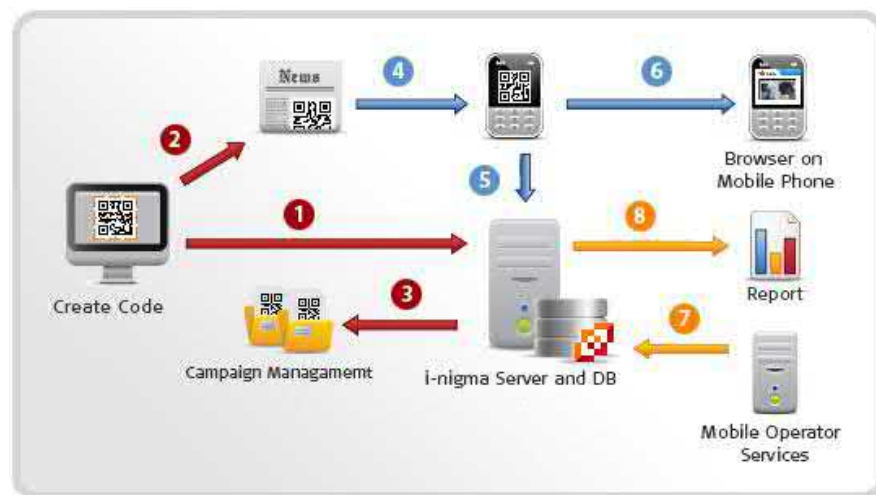 News
4
6
2
Browser on
Mobile Phone
5
1
8
Create Code
3
Report
7
Campaign Managamemt
i-nigma Server and DB
Mobile Operator
Services